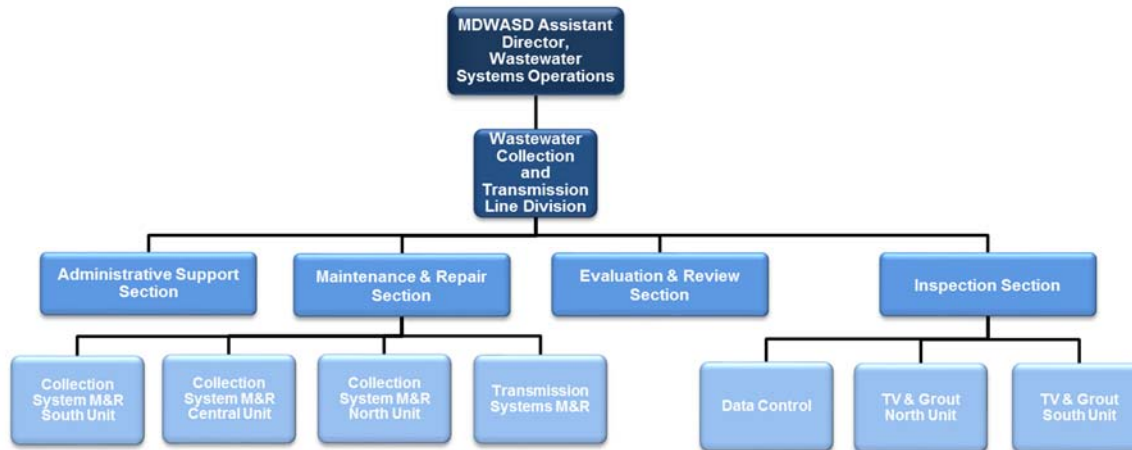 MDWASD Assistant
Director,
Wastewater
Systems Operations
Wastewater
Collection
and
Transmission
Line Division
Administrative Support
Section
Maintenance & Repair
Section
Evaluation & Review
Section
Inspection Section
Collection
System M&R
South Unit
Collection
System M&R
Central Unit
Collection
System M&R
North Unit
Transmission
Systems M&R
Data Control
TV & Grout
North Unit
TV & Grout
South Unit